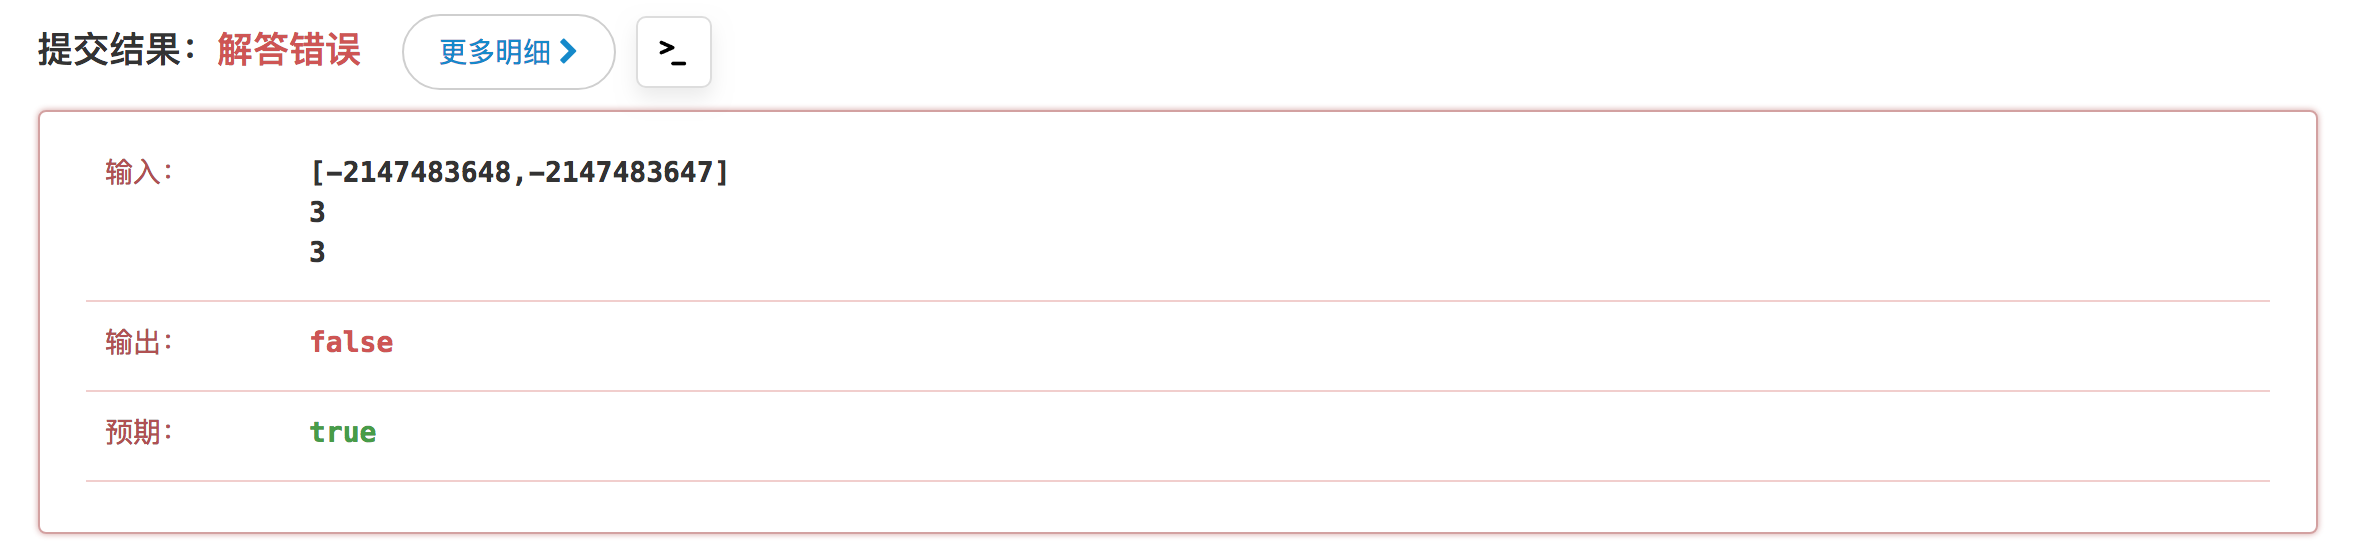 提交结果：解答错误 更多明细 >_
输入： [-2147483648,-2147483647]
3
3
输出： false
预期： true